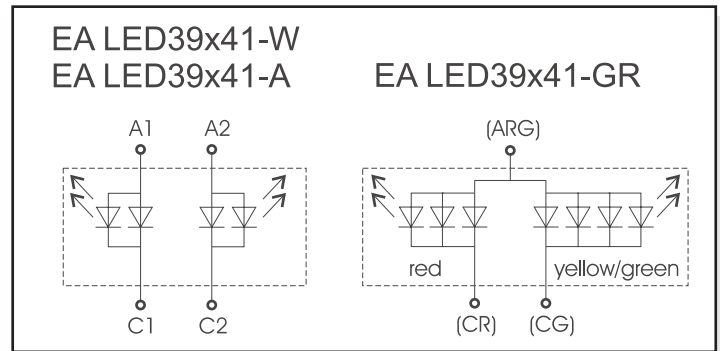 EA LED39x41-W
EA LED39x41-A
EA LED39x41-GR
A1 A2
(ARG)
red
yellow/green
C1 C2
(CR) (CG)